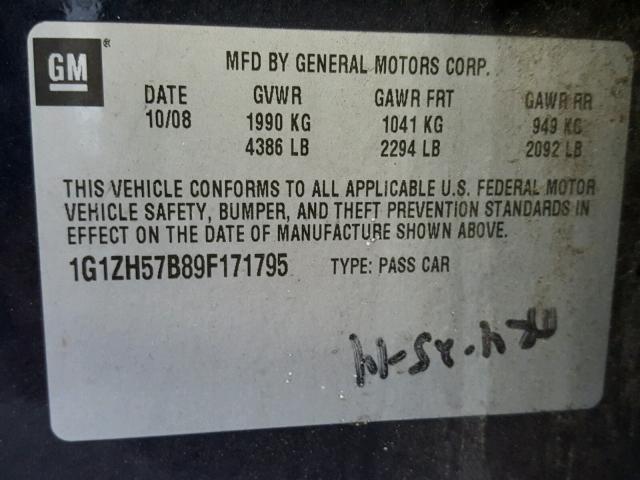 GM®
MFD BY GENERAL MOTORS CORP.
DATE GVWR GAWR FRT GAWR RR
10/08 1990 KG 1041 KG 949 KG
4386 LB 2294 LB 2092 LB
THIS VEHICLE CONFORMS TO ALL APPLICABLE U.S. FEDERAL MOTOR
VEHICLE SAFETY, BUMPER, AND THEFT PREVENTION STANDARDS IN
EFFECT ON THE DATE OF MANUFACTURE SHOWN ABOVE.
1G1ZH57B89F171795 TYPE: PASS CAR